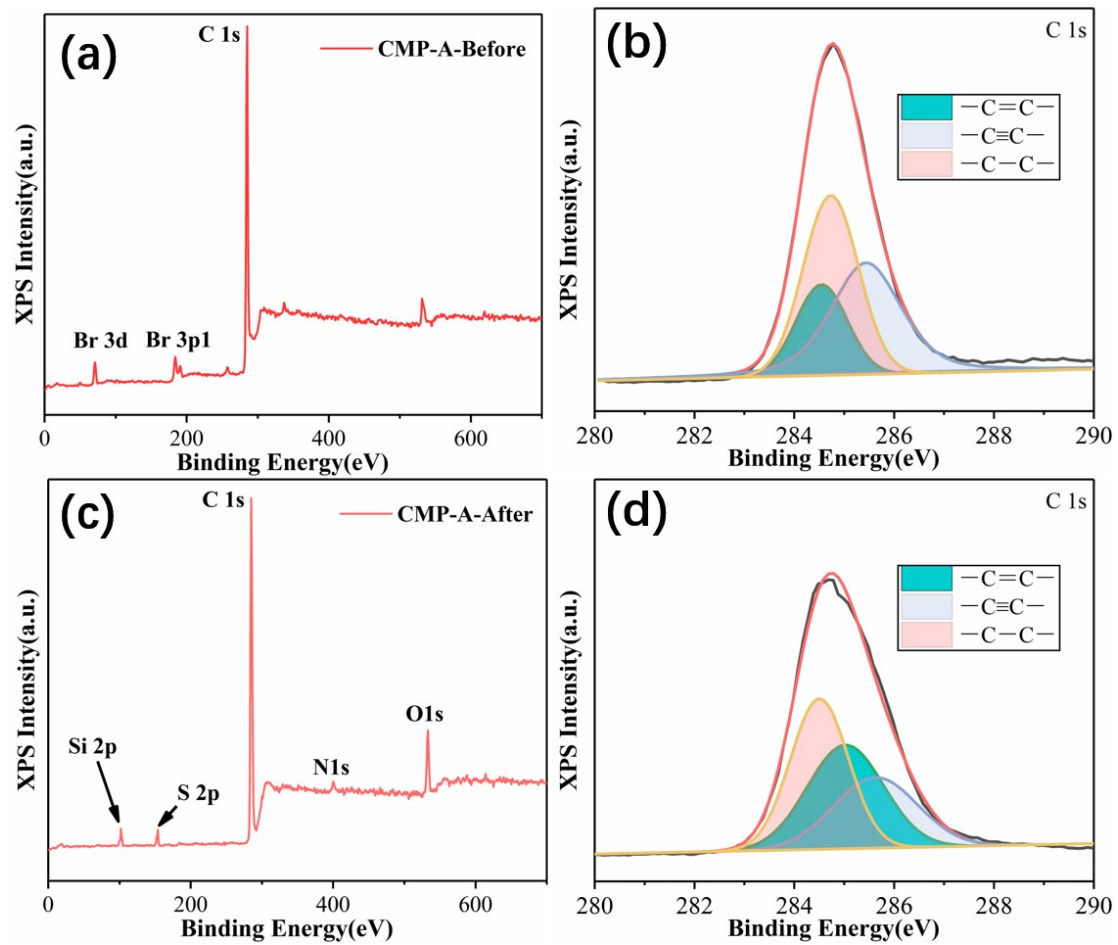 (a)
C 1s
CMP-A-Before
Br 3d
Br 3p1
XPS Intensity(a.u.)
0
200
400
600
Binding Energy(eV)
(b)
C 1s
—C=C—
—C≡C—
—C—C—
XPS Intensity(a.u.)
280
282
284
286
288
290
Binding Energy(eV)
(c)
C 1s
CMP-A-After
Si 2p
S 2p
N1s
O1s
XPS Intensity(a.u.)
0
200
400
600
Binding Energy(eV)
(d)
C 1s
—C=C—
—C≡C—
—C—C—
XPS Intensity(a.u.)
280
282
284
286
288
290
Binding Energy(eV)